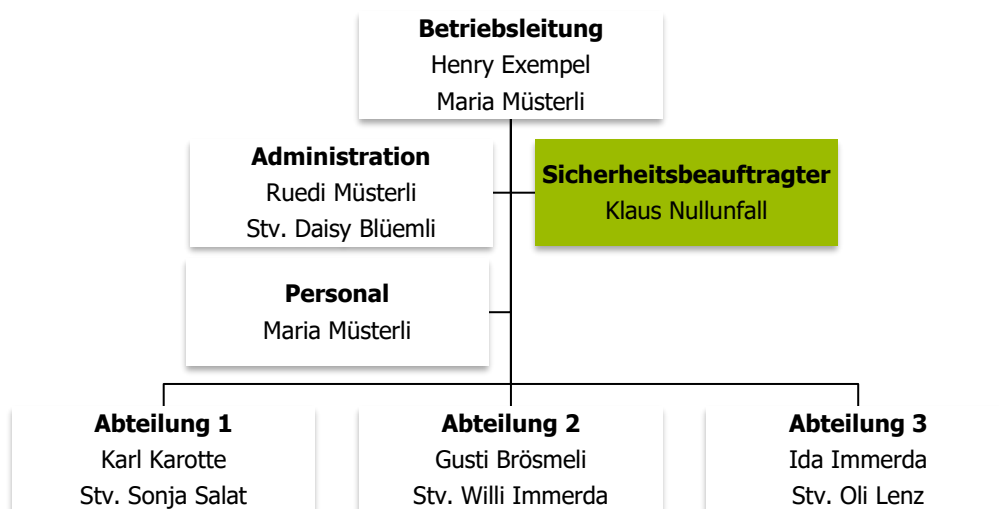 Betriebsleitung
Henry Exempel
Maria Müsterli
Administration
Ruedi Müsterli
Stv. Daisy Blüemli
Sicherheitsbeauftragter
Klaus Nullunfall
Personal
Maria Müsterli
Abteilung 1
Karl Karotte
Stv. Sonja Salat
Abteilung 2
Gusti Brösmeli
Stv. Willi Immerda
Abteilung 3
Ida Immerda
Stv. Oli Lenz